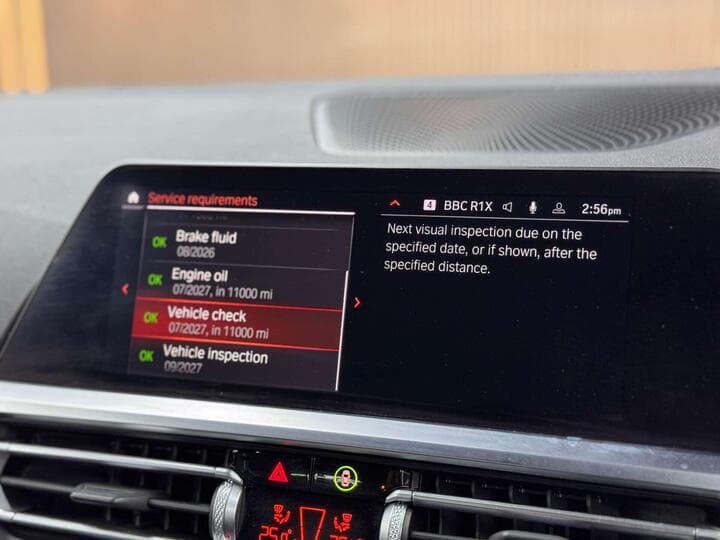 Service requirements
4 BBC R1X 2:56pm
OK Brake fluid
08/2026
OK Engine oil
07/2027, in 11000 mi
OK Vehicle check
07/2027, in 11000 mi
OK Vehicle inspection
09/2027
Next visual inspection due on the
specified date, or if shown, after the
specified distance.